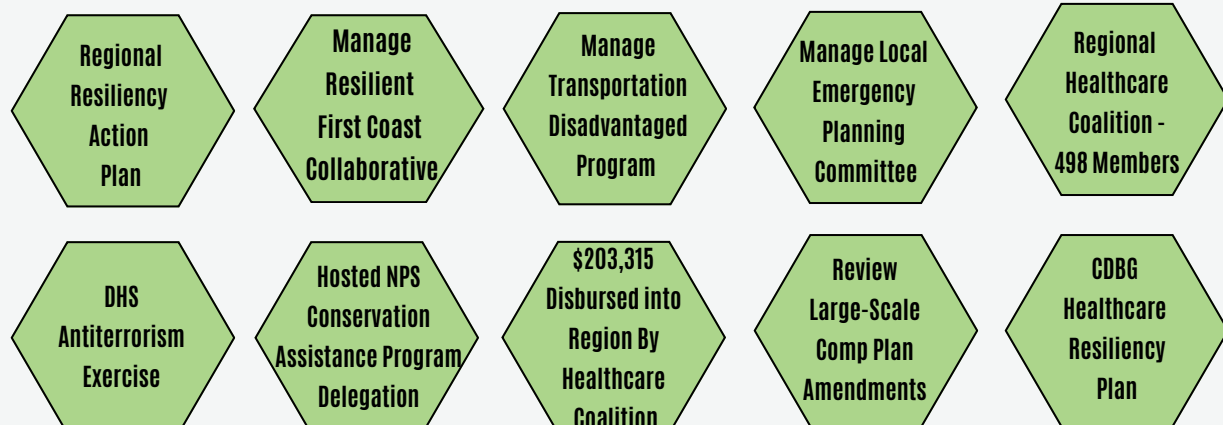 Regional
Resiliency
Action
Plan
Manage
Resilient
First Coast
Collaborative
Manage
Transportation
Disadvantaged
Program
Manage Local
Emergency
Planning
Committee
Regional
Healthcare
Coalition -
498 Members
DHS
Antiterrorism
Exercise
Hosted NPS
Conservation
Assistance Program
Delegation
$203,315
Disbursed into
Region By
Healthcare
Coalition
Review
Large-Scale
Comp Plan
Amendments
CDBG
Healthcare
Resiliency
Plan